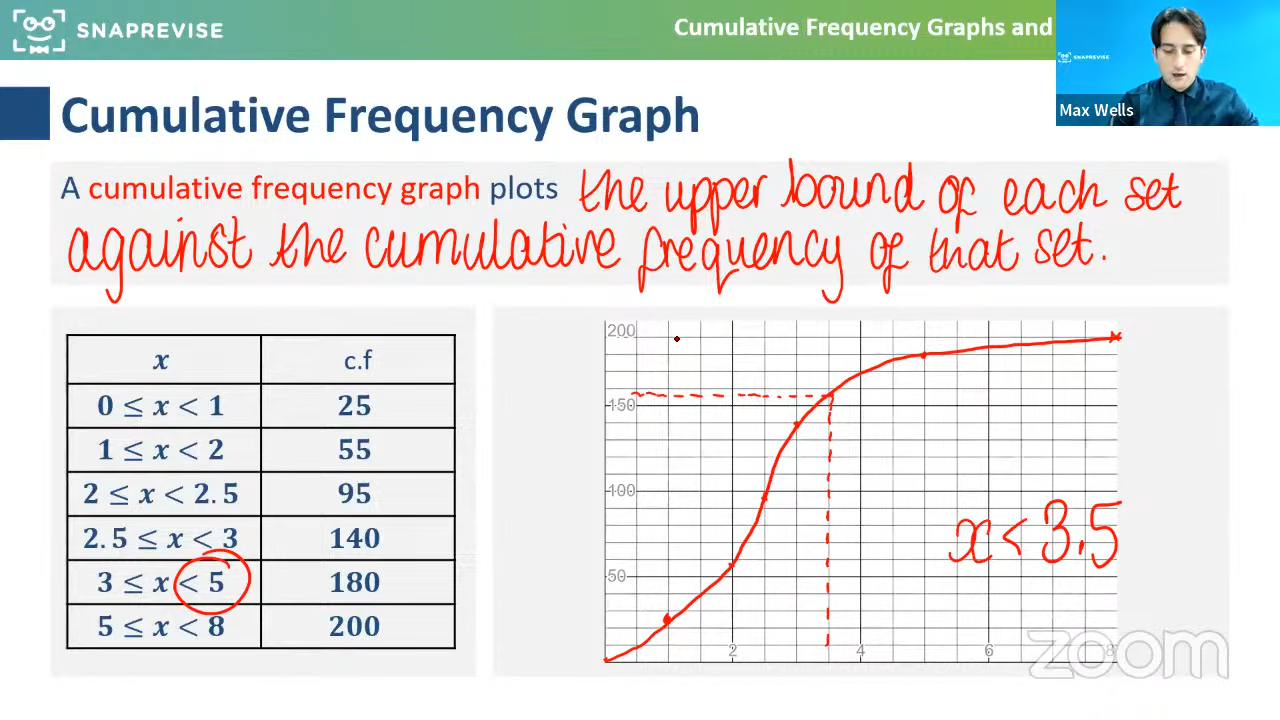 SNAPREVISE
Cumulative Frequency Graphs and
SNAPREVISE
Max Wells
Cumulative Frequency Graph
A cumulative frequency graph plots the upper bound of each set
against the cumulative frequency of that set.
x c.f
0 ≤ x < 1 25
1 ≤ x < 2 55
2 ≤ x < 2.5 95
2.5 ≤ x < 3 140
3 ≤ x < 5 180
5 ≤ x < 8 200
200
150
100
50
2 4 6 8
x < 3.5
zoom